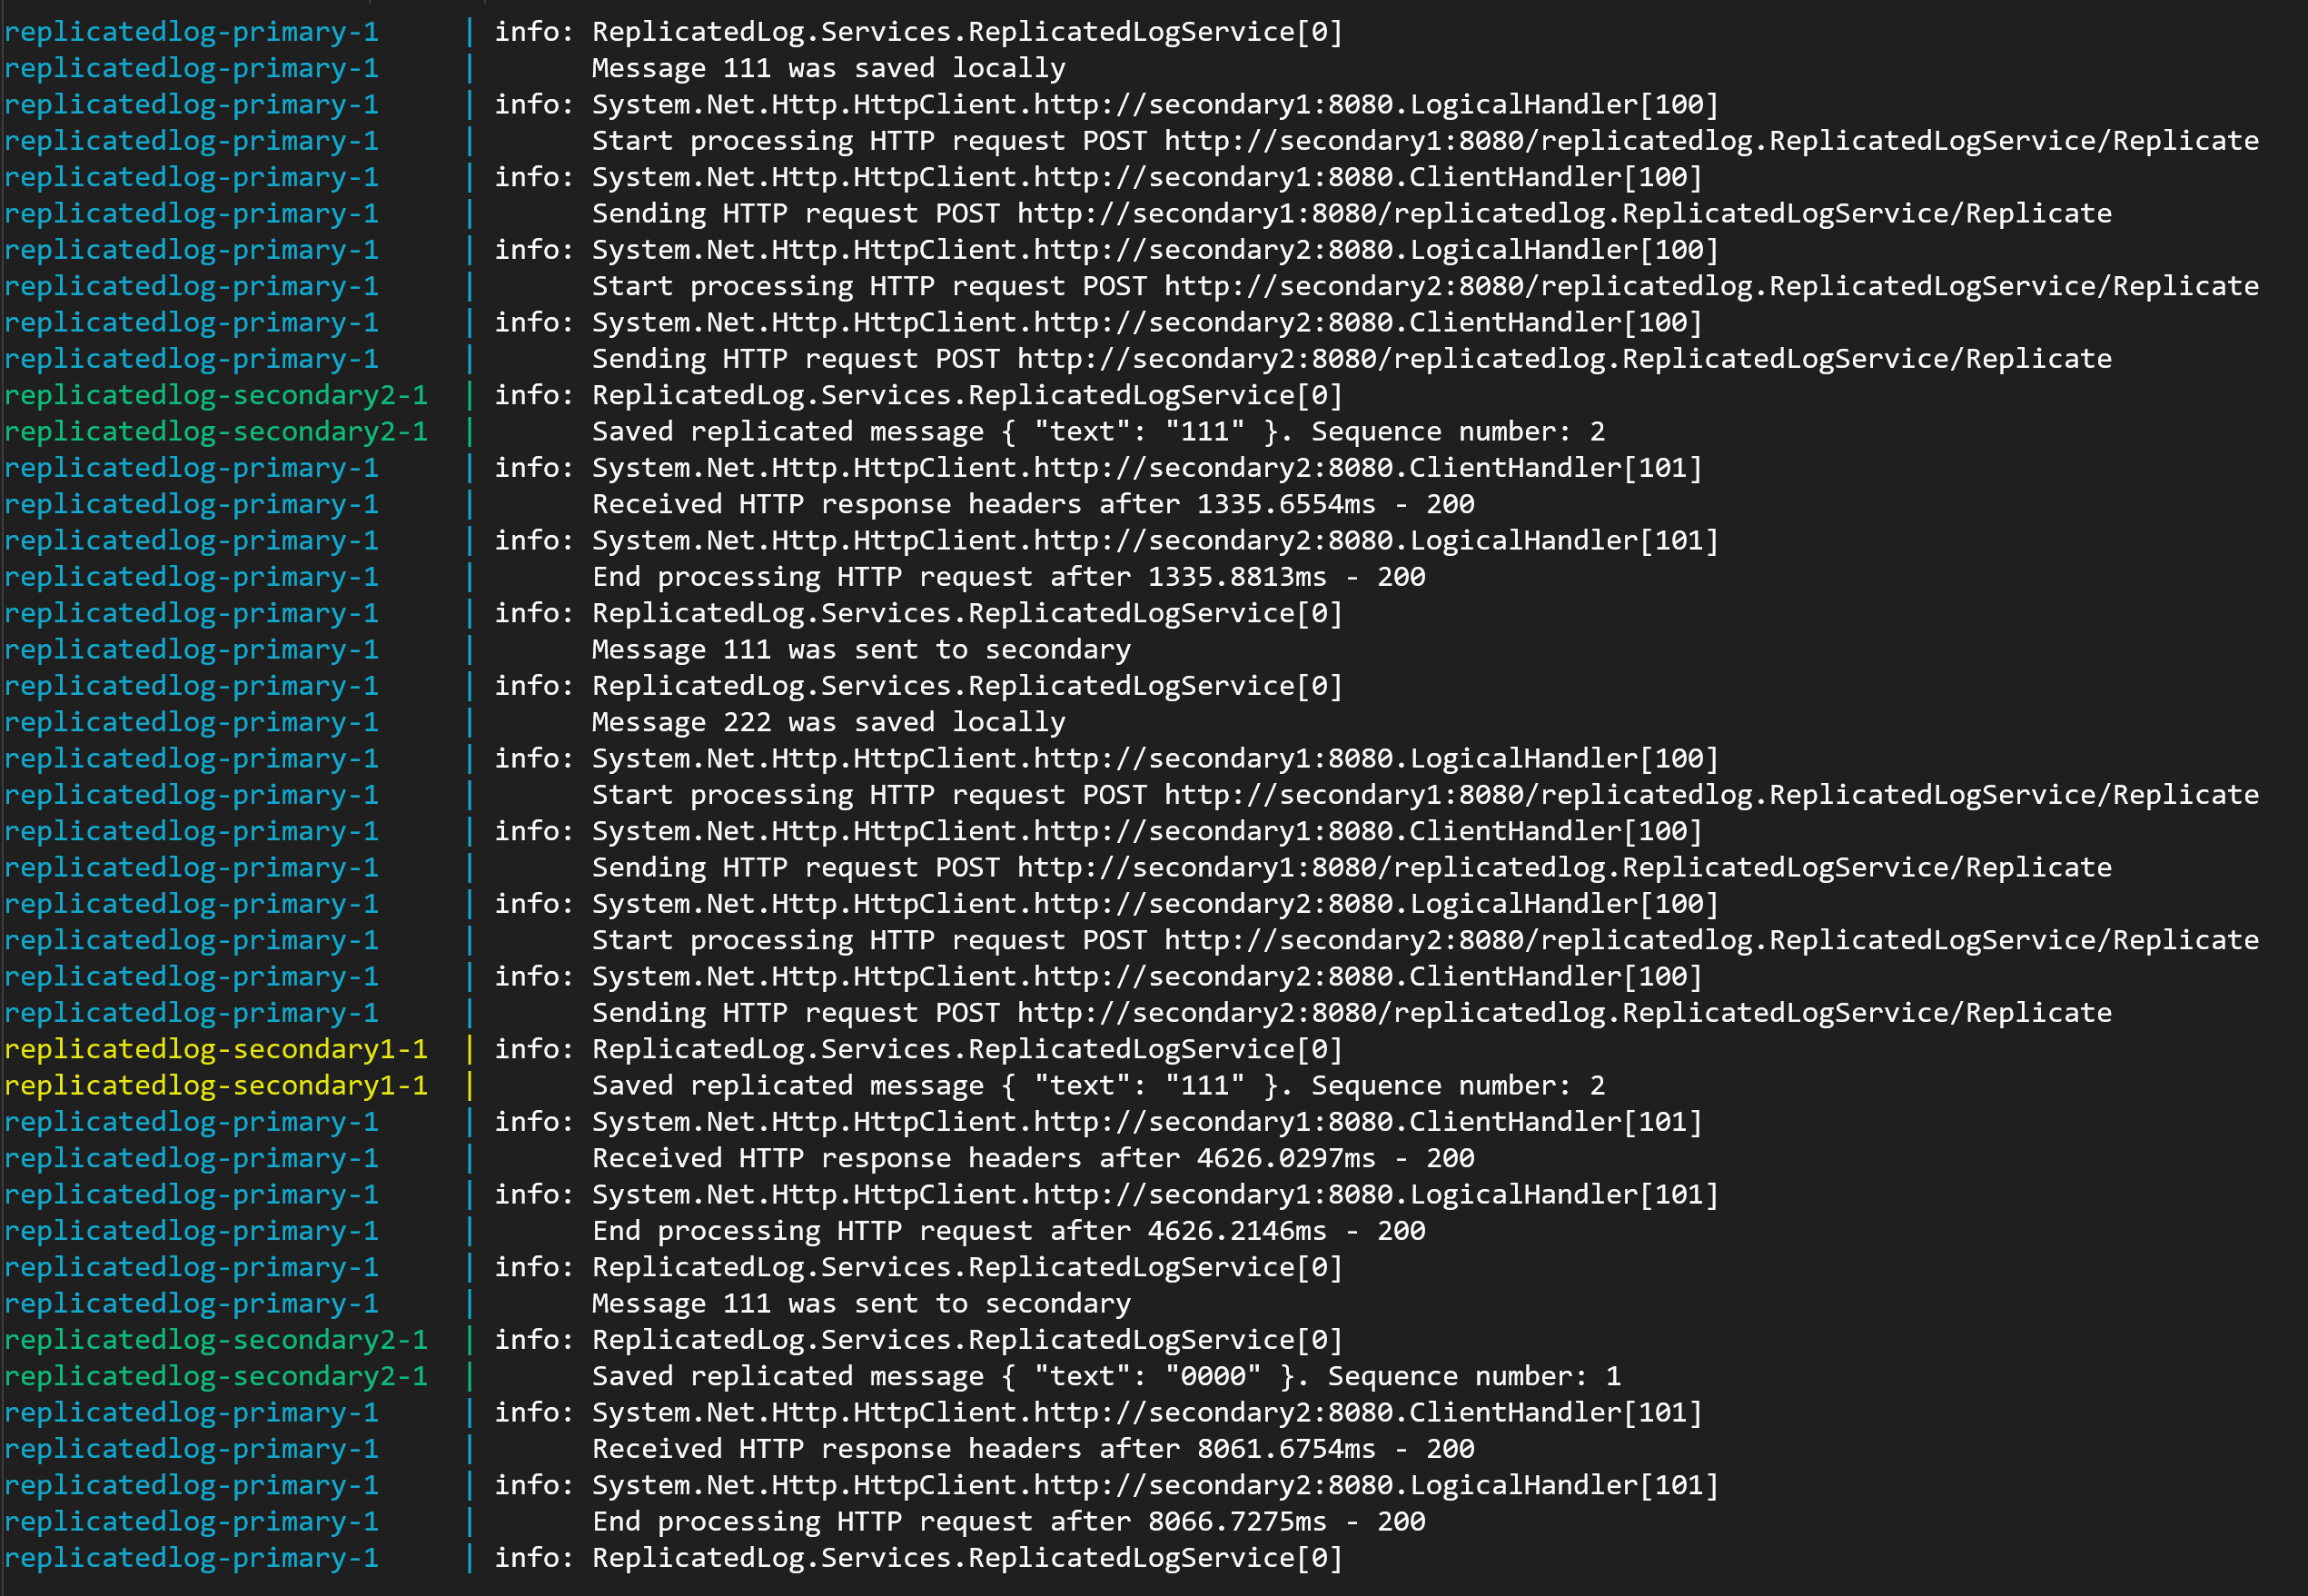 replicatedlog-primary-1     | info: ReplicatedLog.Services.ReplicatedLogService[0]
replicatedlog-primary-1     |       Message 111 was saved locally
replicatedlog-primary-1     | info: System.Net.Http.HttpClient.http://secondary1:8080.LogicalHandler[100]
replicatedlog-primary-1     |       Start processing HTTP request POST http://secondary1:8080/replicatedlog.ReplicatedLogService/Replicate
replicatedlog-primary-1     | info: System.Net.Http.HttpClient.http://secondary1:8080.ClientHandler[100]
replicatedlog-primary-1     |       Sending HTTP request POST http://secondary1:8080/replicatedlog.ReplicatedLogService/Replicate
replicatedlog-primary-1     | info: System.Net.Http.HttpClient.http://secondary2:8080.LogicalHandler[100]
replicatedlog-primary-1     |       Start processing HTTP request POST http://secondary2:8080/replicatedlog.ReplicatedLogService/Replicate
replicatedlog-primary-1     | info: System.Net.Http.HttpClient.http://secondary2:8080.ClientHandler[100]
replicatedlog-primary-1     |       Sending HTTP request POST http://secondary2:8080/replicatedlog.ReplicatedLogService/Replicate
replicatedlog-secondary2-1  | info: ReplicatedLog.Services.ReplicatedLogService[0]
replicatedlog-secondary2-1  |       Saved replicated message { "text": "111" }. Sequence number: 2
replicatedlog-primary-1     | info: System.Net.Http.HttpClient.http://secondary2:8080.ClientHandler[101]
replicatedlog-primary-1     |       Received HTTP response headers after 1335.6554ms - 200
replicatedlog-primary-1     | info: System.Net.Http.HttpClient.http://secondary2:8080.LogicalHandler[101]
replicatedlog-primary-1     |       End processing HTTP request after 1335.8813ms - 200
replicatedlog-primary-1     | info: ReplicatedLog.Services.ReplicatedLogService[0]
replicatedlog-primary-1     |       Message 111 was sent to secondary
replicatedlog-primary-1     | info: ReplicatedLog.Services.ReplicatedLogService[0]
replicatedlog-primary-1     |       Message 222 was saved locally
replicatedlog-primary-1     | info: System.Net.Http.HttpClient.http://secondary1:8080.LogicalHandler[100]
replicatedlog-primary-1     |       Start processing HTTP request POST http://secondary1:8080/replicatedlog.ReplicatedLogService/Replicate
replicatedlog-primary-1     | info: System.Net.Http.HttpClient.http://secondary1:8080.ClientHandler[100]
replicatedlog-primary-1     |       Sending HTTP request POST http://secondary1:8080/replicatedlog.ReplicatedLogService/Replicate
replicatedlog-primary-1     | info: System.Net.Http.HttpClient.http://secondary2:8080.LogicalHandler[100]
replicatedlog-primary-1     |       Start processing HTTP request POST http://secondary2:8080/replicatedlog.ReplicatedLogService/Replicate
replicatedlog-primary-1     | info: System.Net.Http.HttpClient.http://secondary2:8080.ClientHandler[100]
replicatedlog-primary-1     |       Sending HTTP request POST http://secondary2:8080/replicatedlog.ReplicatedLogService/Replicate
replicatedlog-secondary1-1  | info: ReplicatedLog.Services.ReplicatedLogService[0]
replicatedlog-secondary1-1  |       Saved replicated message { "text": "111" }. Sequence number: 2
replicatedlog-primary-1     | info: System.Net.Http.HttpClient.http://secondary1:8080.ClientHandler[101]
replicatedlog-primary-1     |       Received HTTP response headers after 4626.0297ms - 200
replicatedlog-primary-1     | info: System.Net.Http.HttpClient.http://secondary1:8080.LogicalHandler[101]
replicatedlog-primary-1     |       End processing HTTP request after 4626.2146ms - 200
replicatedlog-primary-1     | info: ReplicatedLog.Services.ReplicatedLogService[0]
replicatedlog-primary-1     |       Message 111 was sent to secondary
replicatedlog-secondary2-1  | info: ReplicatedLog.Services.ReplicatedLogService[0]
replicatedlog-secondary2-1  |       Saved replicated message { "text": "0000" }. Sequence number: 1
replicatedlog-primary-1     | info: System.Net.Http.HttpClient.http://secondary2:8080.ClientHandler[101]
replicatedlog-primary-1     |       Received HTTP response headers after 8061.6754ms - 200
replicatedlog-primary-1     | info: System.Net.Http.HttpClient.http://secondary2:8080.LogicalHandler[101]
replicatedlog-primary-1     |       End processing HTTP request after 8066.7275ms - 200
replicatedlog-primary-1     | info: ReplicatedLog.Services.ReplicatedLogService[0]